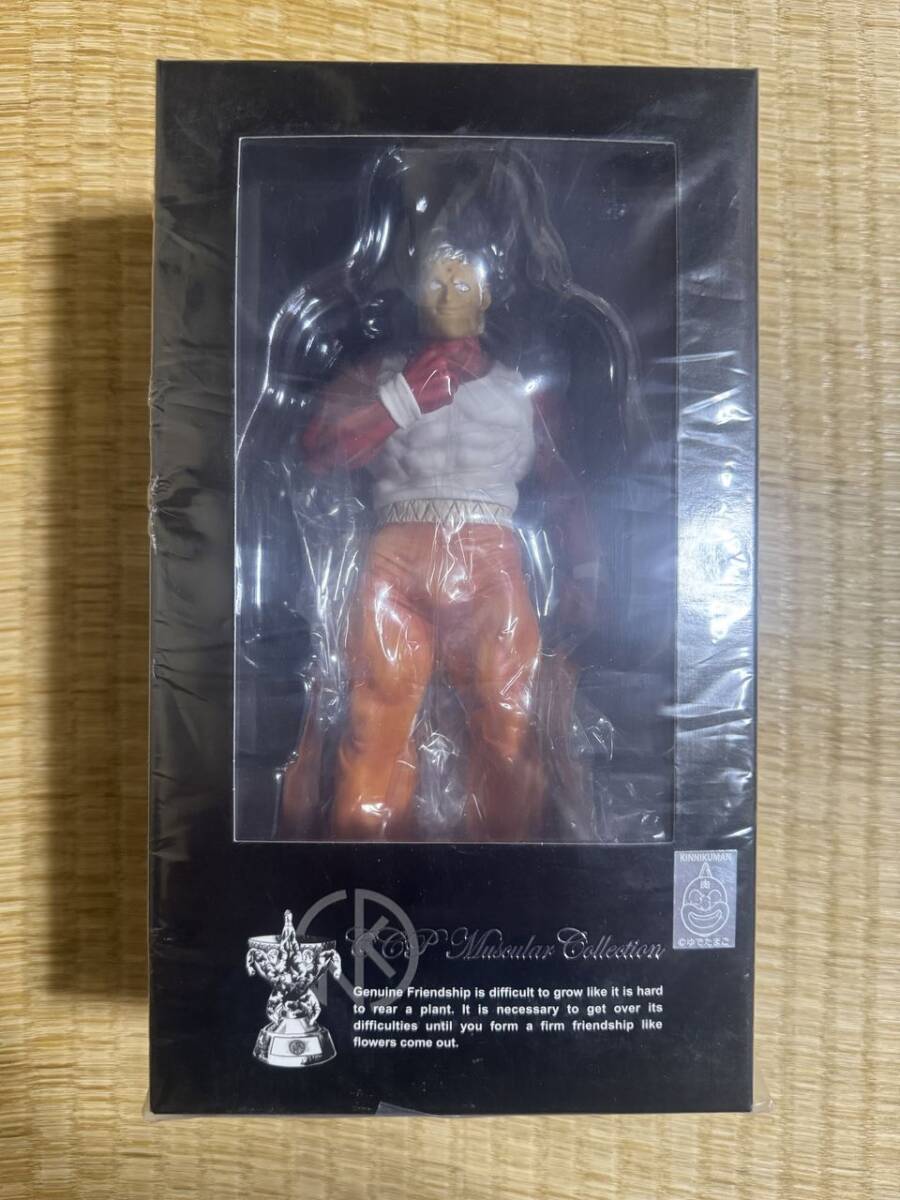 KINNIKUMAN
肉
©ゆでたまご
CCP Muscular Collection
Genuine Friendship is difficult to grow like it is hard
to rear a plant. It is necessary to get over its
difficulties until you form a firm friendship like
flowers come out.